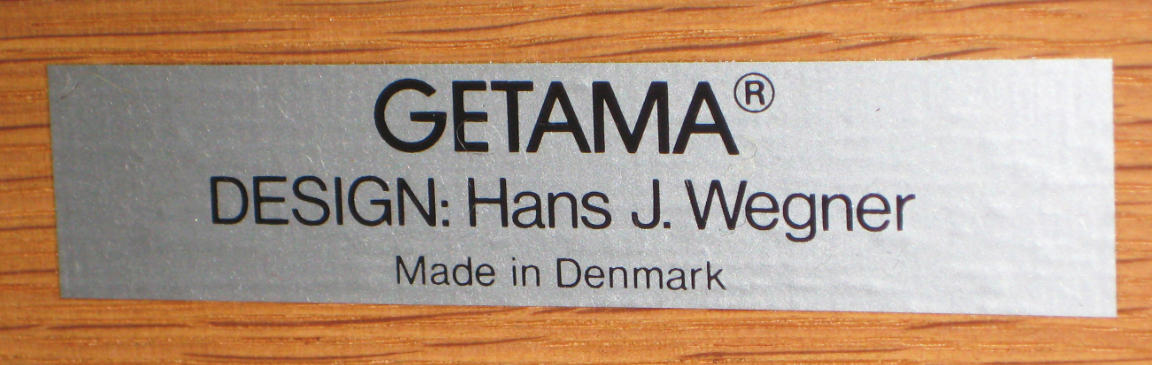 GETAMA®
DESIGN: Hans J. Wegner
Made in Denmark